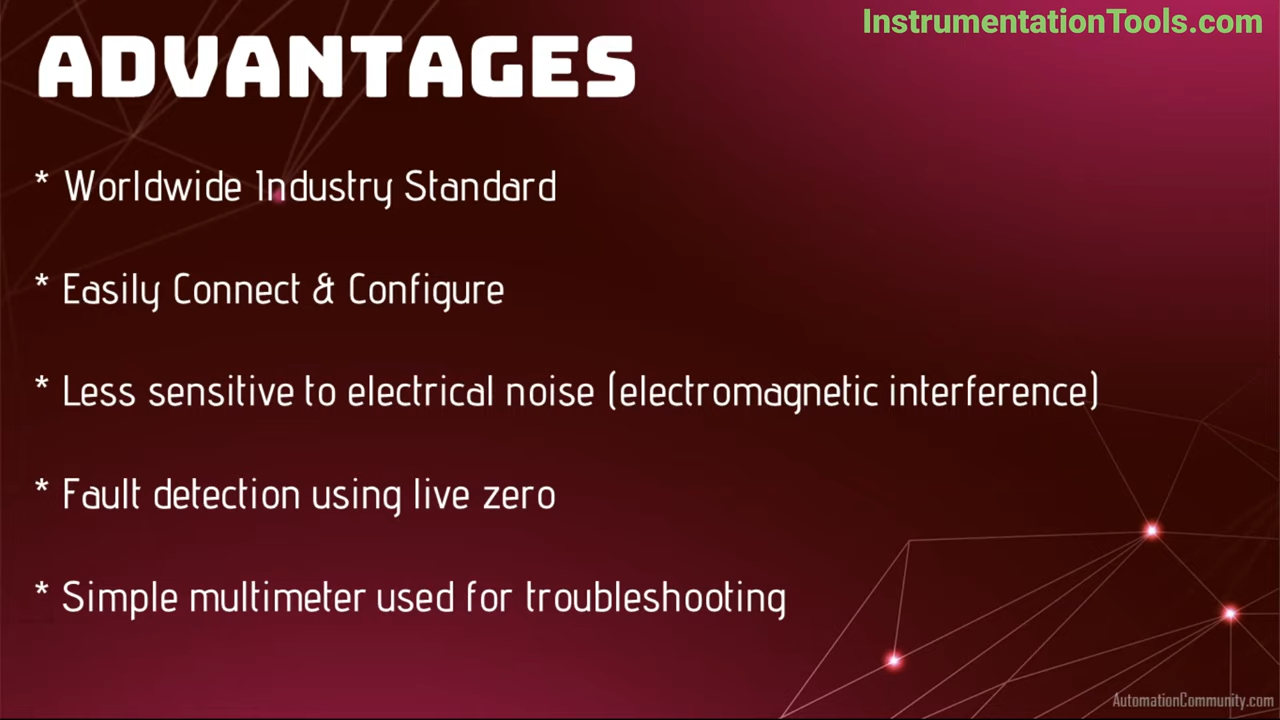 InstrumentationTools.com
ADVANTAGES
* Worldwide Industry Standard
* Easily Connect & Configure
* Less sensitive to electrical noise (electromagnetic interference)
* Fault detection using live zero
* Simple multimeter used for troubleshooting
AutomationCommunity.com